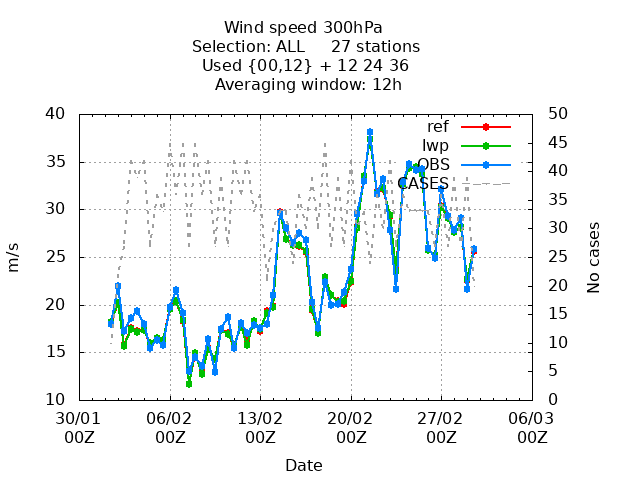 Wind speed 300hPa
Selection: ALL     27 stations
Used {00,12} + 12 24 36
Averaging window: 12h
40
35
30
25
20
15
10
m/s
50
45
40
35
30
25
20
15
10
5
0
No cases
ref
lwp
OBS
CASES
30/01 06/02 13/02 20/02 27/02 06/03
00Z 00Z 00Z 00Z 00Z 00Z
Date